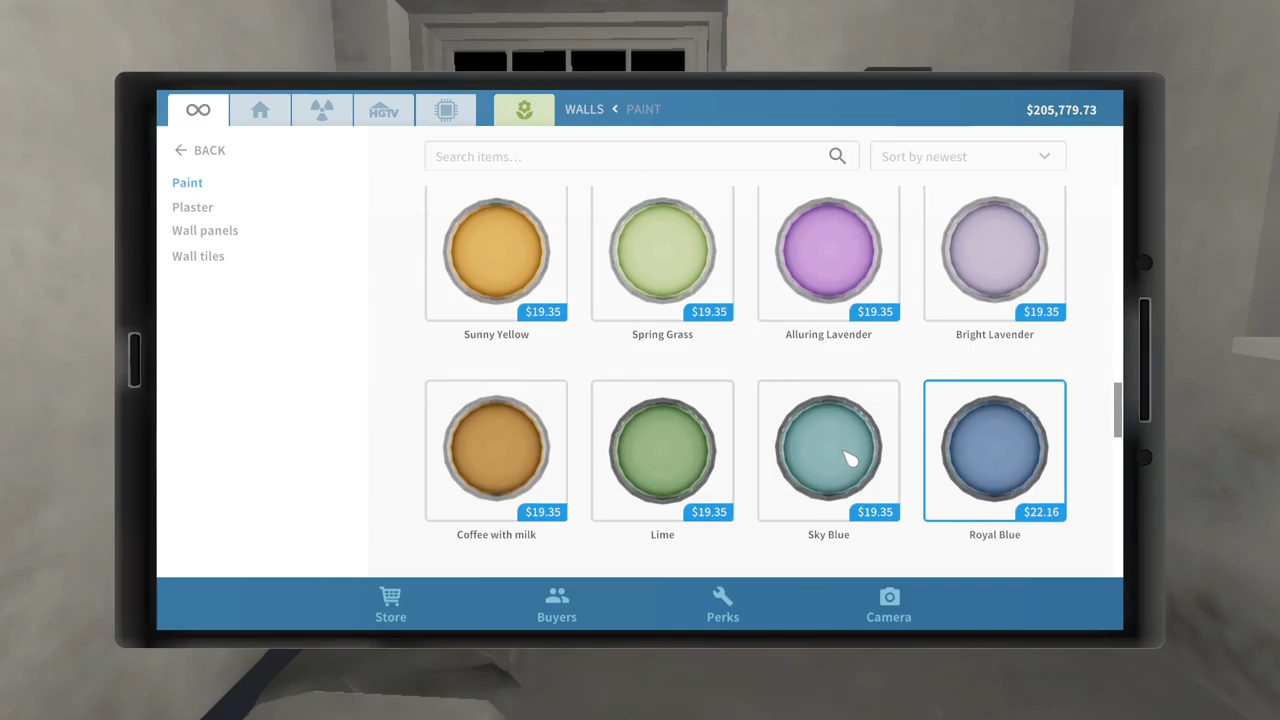 HGTV
WALLS < PAINT
$205,779.73
BACK
Search items...
Sort by newest
Paint
Plaster
Wall panels
Wall tiles
$19.35
$19.35
$19.35
$19.35
Sunny Yellow
Spring Grass
Alluring Lavender
Bright Lavender
$19.35
$19.35
$19.35
$22.16
Coffee with milk
Lime
Sky Blue
Royal Blue
Store
Buyers
Perks
Camera